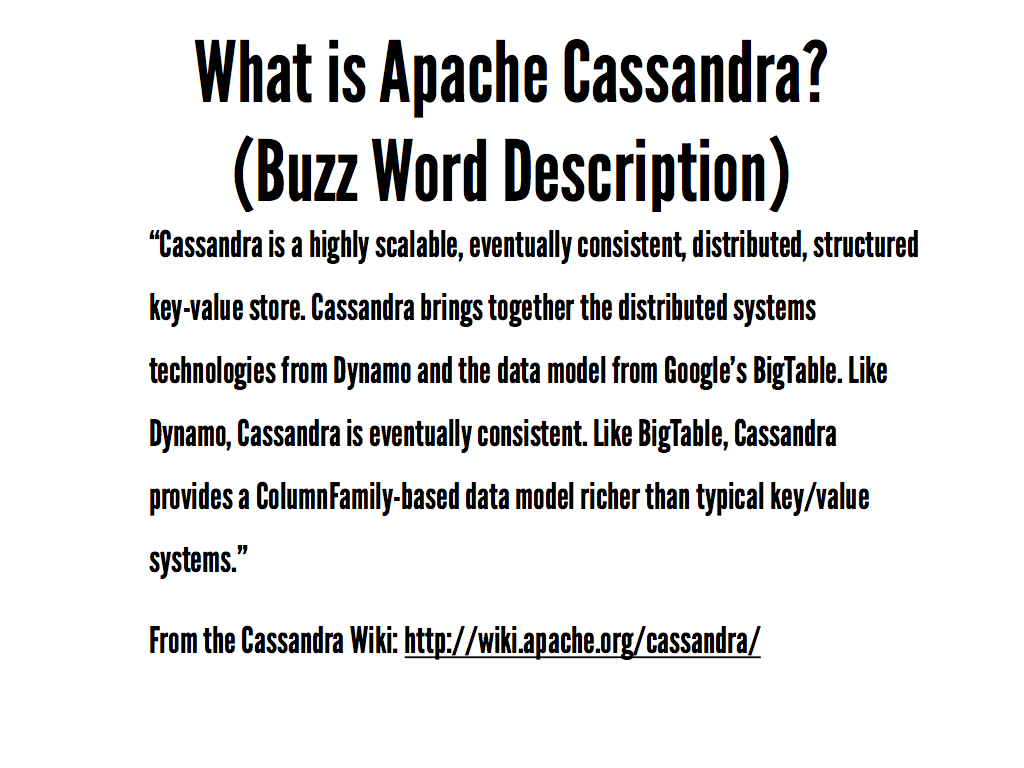 What is Apache Cassandra?
(Buzz Word Description)
“Cassandra is a highly scalable, eventually consistent, distributed, structured
key-value store. Cassandra brings together the distributed systems
technologies from Dynamo and the data model from Google’s BigTable. Like
Dynamo, Cassandra is eventually consistent. Like BigTable, Cassandra
provides a ColumnFamily-based data model richer than typical key/value
systems.”
From the Cassandra Wiki: http://wiki.apache.org/cassandra/